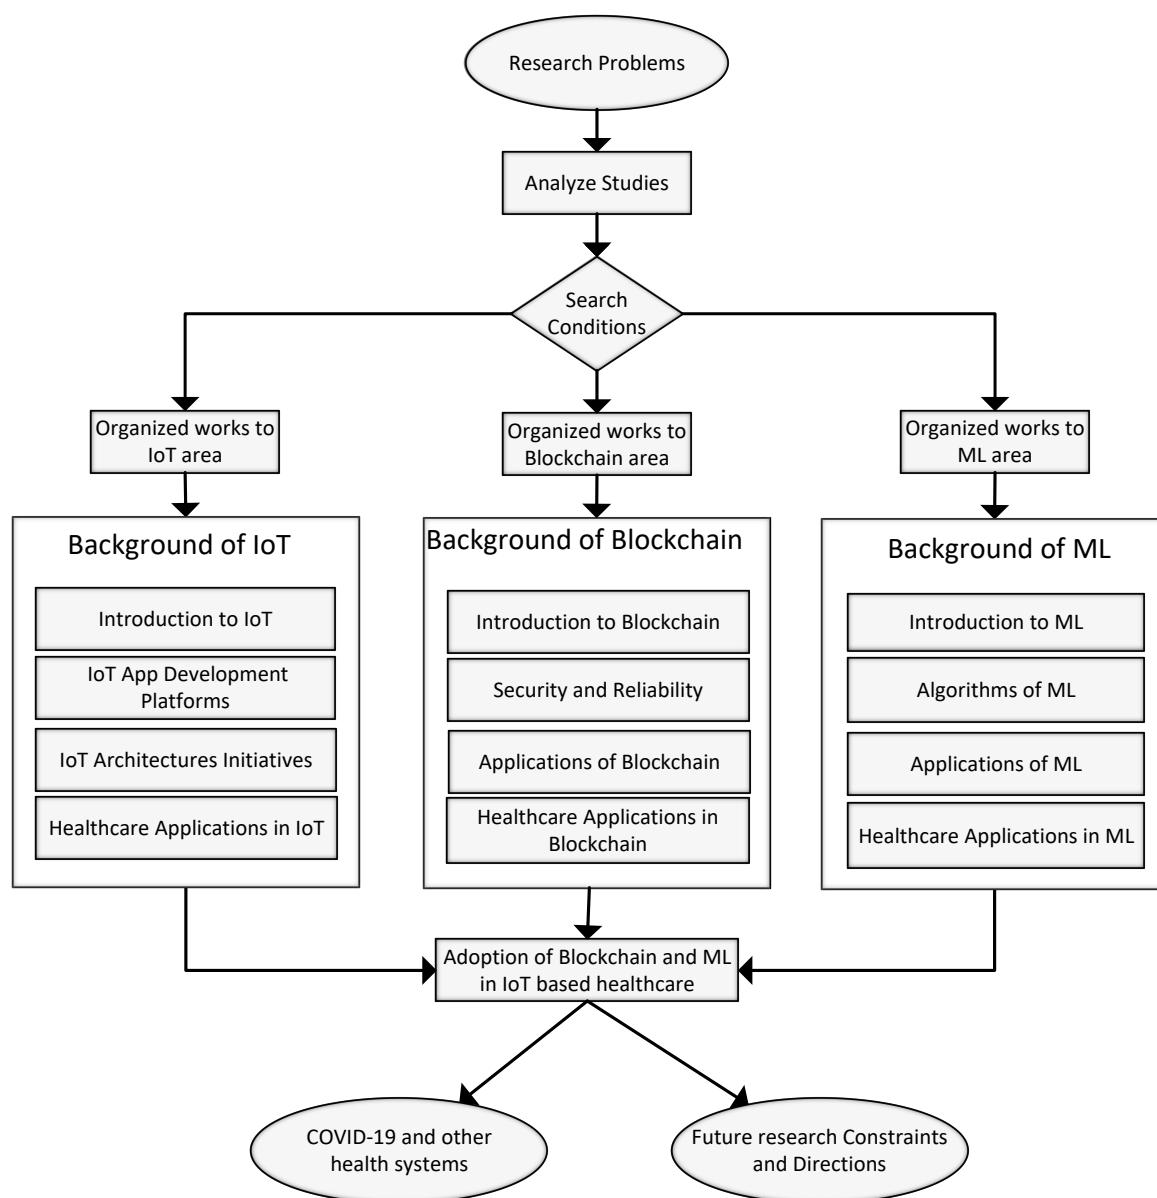 Research Problems
Analyze Studies
Search
Conditions
Organized works to
IoT area
Organized works to
Blockchain area
Organized works to
ML area
Background of IoT
Introduction to IoT
IoT App Development
Platforms
IoT Architectures Initiatives
Healthcare Applications in IoT
Background of Blockchain
Introduction to Blockchain
Security and Reliability
Applications of Blockchain
Healthcare Applications in
Blockchain
Background of ML
Introduction to ML
Algorithms of ML
Applications of ML
Healthcare Applications in ML
Adoption of Blockchain and ML
in IoT based healthcare
COVID-19 and other
health systems
Future research Constraints
and Directions